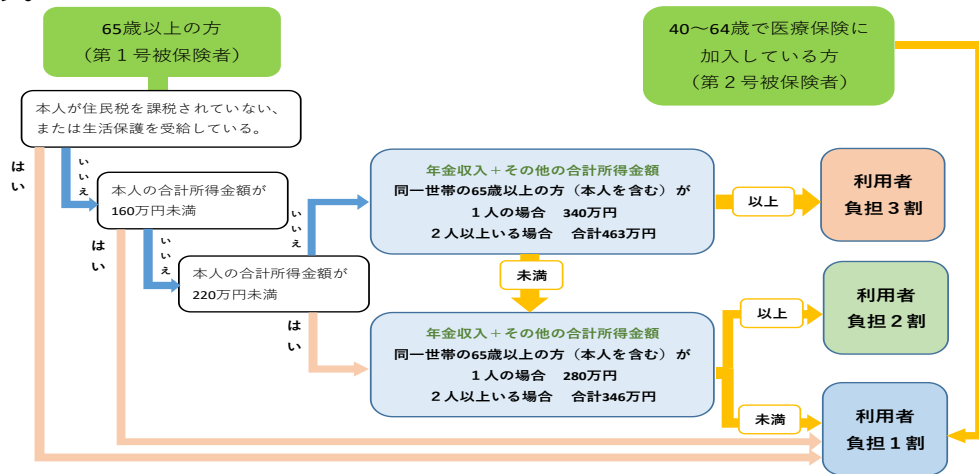 65歳以上の方
（第１号被保険者）
40～64歳で医療保険に
加入している方
（第２号被保険者）
本人が住民税を課税されていない、
または生活保護を受給している。
はい
いいえ
本人の合計所得金額が
160万円未満
はい
いいえ
本人の合計所得金額が
220万円未満
いいえ
はい
年金収入＋その他の合計所得金額
同一世帯の65歳以上の方（本人を含む）が
１人の場合　340万円
２人以上いる場合　合計463万円
以上
利用者
負担３割
未満
年金収入＋その他の合計所得金額
同一世帯の65歳以上の方（本人を含む）が
１人の場合　280万円
２人以上いる場合　合計346万円
以上
利用者
負担２割
未満
利用者
負担１割